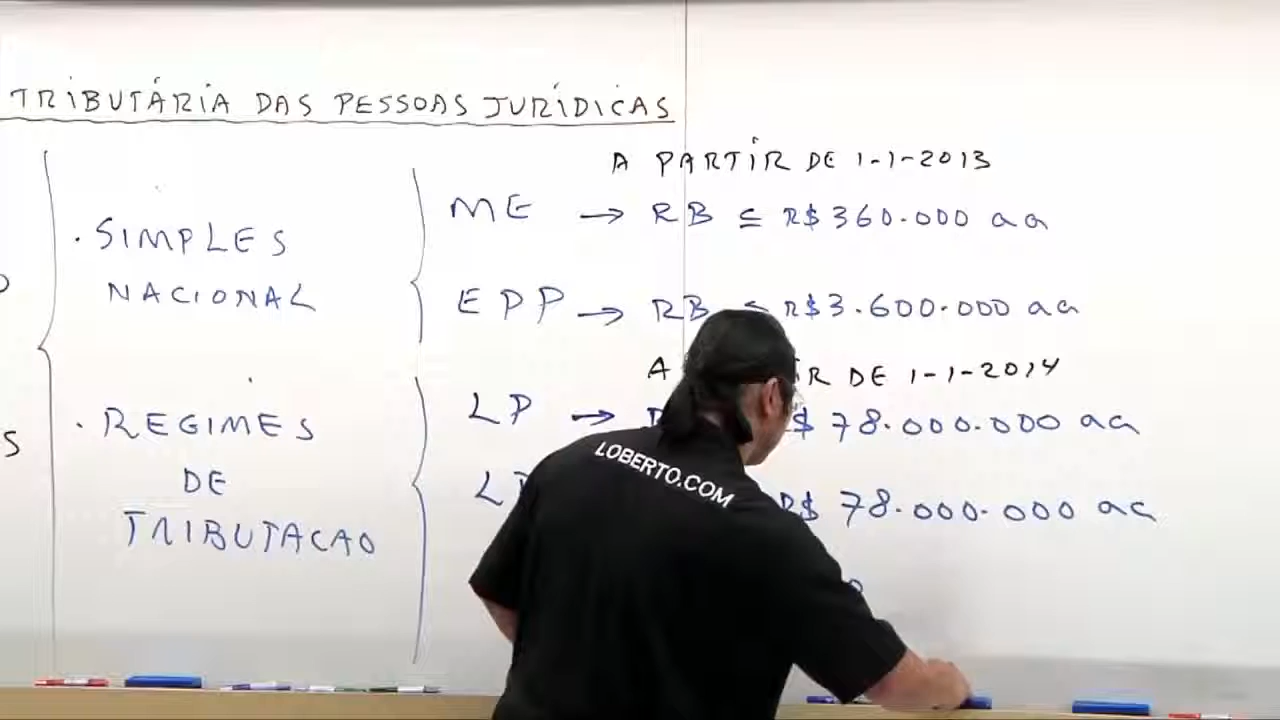 TRIBUTÁRIA DAS PESSOAS JURÍDICAS
A PARTIR DE 1-1-2013
ME → RB ≤ R$360.000 aa
· SIMPLES
NACIONAL
EPP → RB ≤ R$3.600.000 aa
A IR DE 1-1-2014
LP → $ 78.000.000 aa
· REGIMES
DE
TRIBUTACAO
L R$ 78.000.000 aa
S
LOBERTO.COM